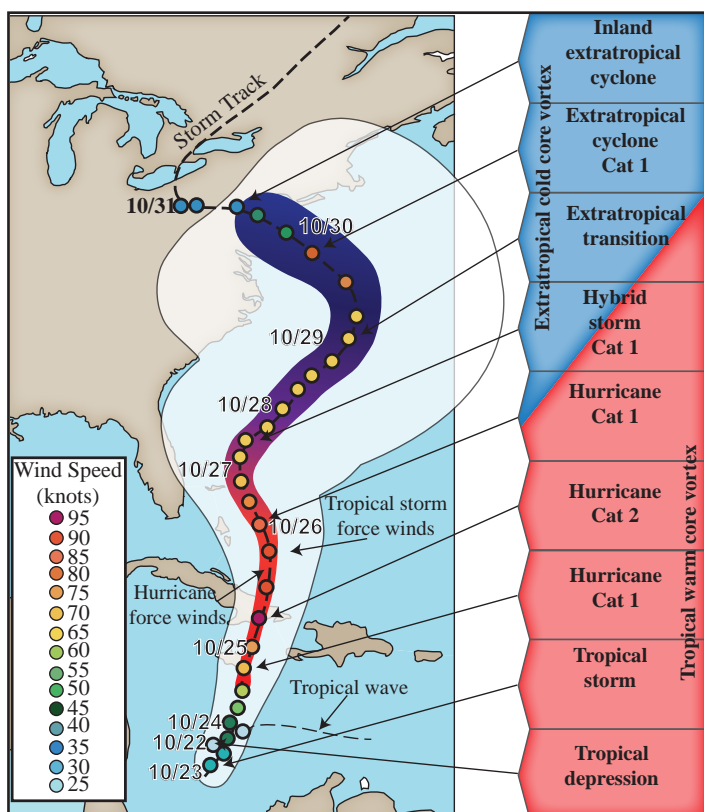 Storm Track
10/31
10/30
10/29
10/28
10/27
10/26
Tropical storm
force winds
Hurricane
force winds
10/25
Tropical wave
10/24
10/22
10/23
Wind Speed
(knots)
95
90
85
80
75
70
65
60
55
50
45
40
35
30
25
Inland
extratropical
cyclone
Extratropical
cyclone
Cat 1
Extratropical
transition
Hybrid
storm
Cat 1
Hurricane
Cat 1
Hurricane
Cat 2
Hurricane
Cat 1
Tropical
storm
Tropical
depression
Extratropical cold core vortex
Tropical warm core vortex